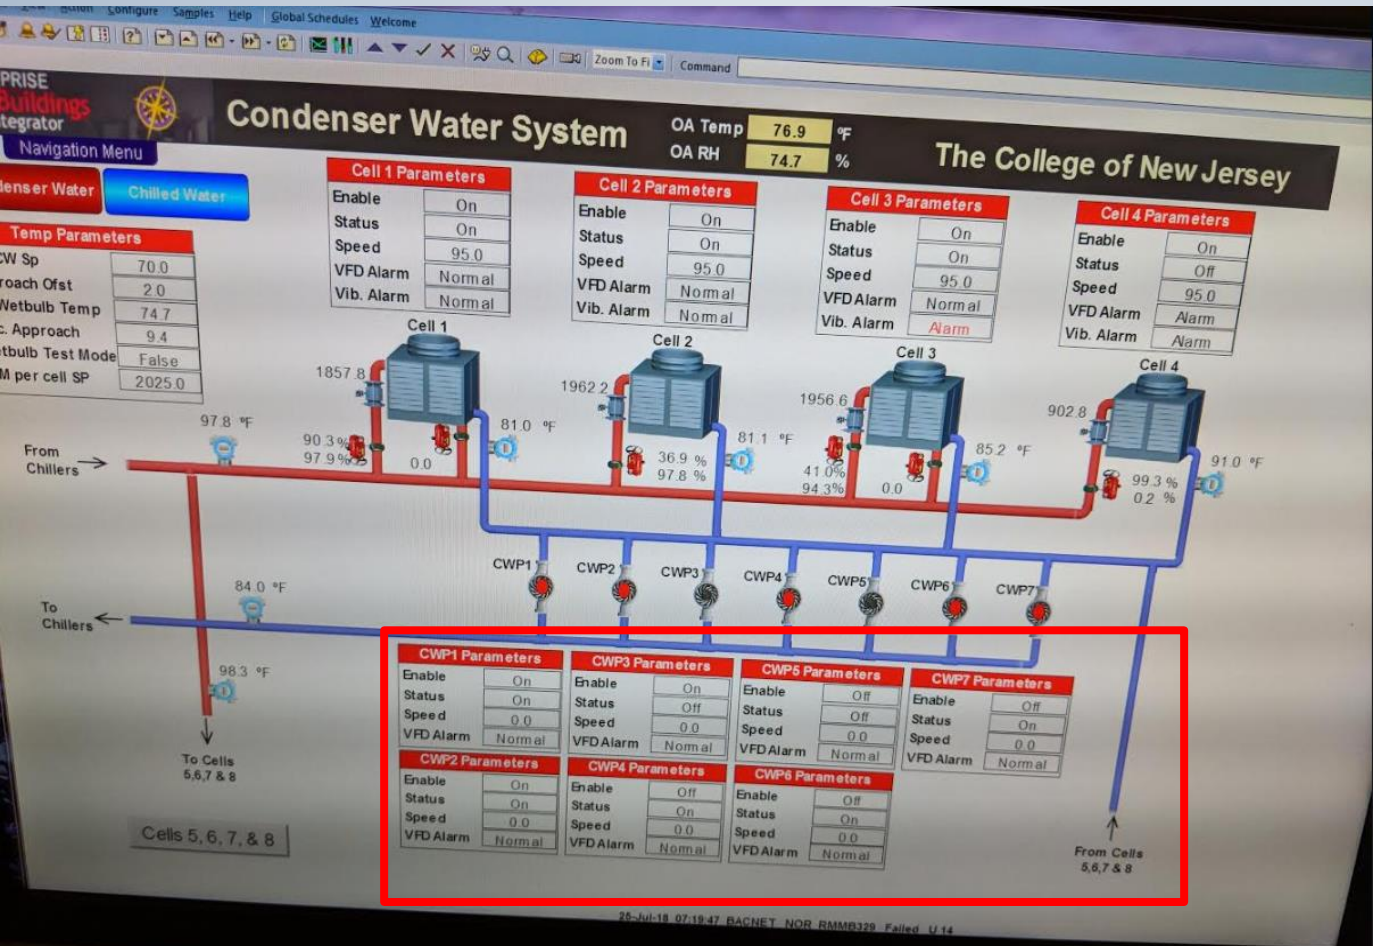 Configure Samples Help Global Schedules Welcome
Zoom To Fi Command
PRISE
Buildings
tegrator
Condenser Water System
OA Temp 76.9 °F
OA RH 74.7 %
The College of New Jersey
Navigation Menu
denser Water Chilled Water
Temp Parameters
CW Sp 70.0
roach Ofst 2.0
Wetbulb Temp 74.7
c. Approach 9.4
tbulb Test Mode False
M per cell SP 2025.0
Cell 1 Parameters
Enable On
Status On
Speed 95.0
VFD Alarm Normal
Vib. Alarm Normal
Cell 2 Parameters
Enable On
Status On
Speed 95.0
VFD Alarm Normal
Vib. Alarm Normal
Cell 3 Parameters
Enable On
Status On
Speed 95.0
VFD Alarm Normal
Vib. Alarm Alarm
Cell 4 Parameters
Enable On
Status Off
Speed 95.0
VFD Alarm Alarm
Vib. Alarm Alarm
Cell 1
Cell 2
Cell 3
Cell 4
1857.8
1962.2
1956.6
902.8
97.8 °F
90.3%
97.9%
0.0
81.0 °F
36.9 %
97.8 %
81.1 °F
41.0%
94.3%
0.0
85.2 °F
99.3 %
0.2 %
91.0 °F
From
Chillers
CWP1
CWP2
CWP3
CWP4
CWP5
CWP6
CWP7
84.0 °F
To
Chillers
98.3 °F
To Cells
5,6,7 & 8
Cells 5, 6, 7, & 8
CWP1 Parameters
Enable On
Status On
Speed 0.0
VFD Alarm Normal
CWP3 Parameters
Enable On
Status Off
Speed 0.0
VFD Alarm Normal
CWP5 Parameters
Enable Off
Status Off
Speed 0.0
VFD Alarm Normal
CWP7 Parameters
Enable Off
Status On
Speed 0.0
VFD Alarm Normal
CWP2 Parameters
Enable On
Status On
Speed 0.0
VFD Alarm Normal
CWP4 Parameters
Enable Off
Status On
Speed 0.0
VFD Alarm Normal
CWP6 Parameters
Enable Off
Status On
Speed 0.0
VFD Alarm Normal
From Cells
5,6,7 & 8
25-Jul-18 07:19:47 BACNET NOR RMMB329 Failed U 14